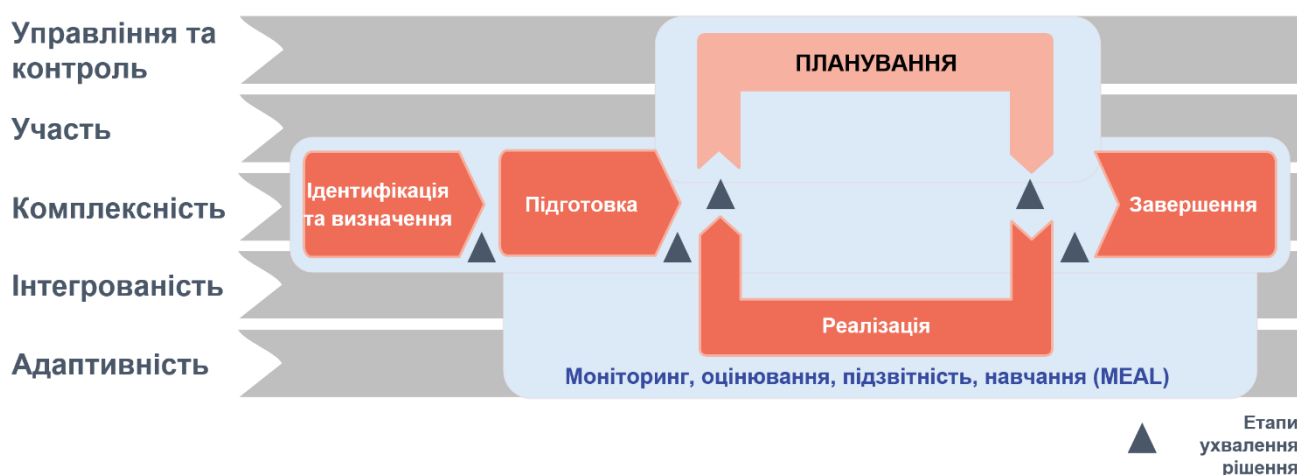 Управління та
контроль
Участь
Комплексність
Інтегрованість
Адаптивність
ПЛАНУВАННЯ
Ідентифікація
та визначення
Підготовка
Завершення
Реалізація
Моніторинг, оцінювання, підзвітність, навчання (MEAL)
Етапи
ухвалення
рішення